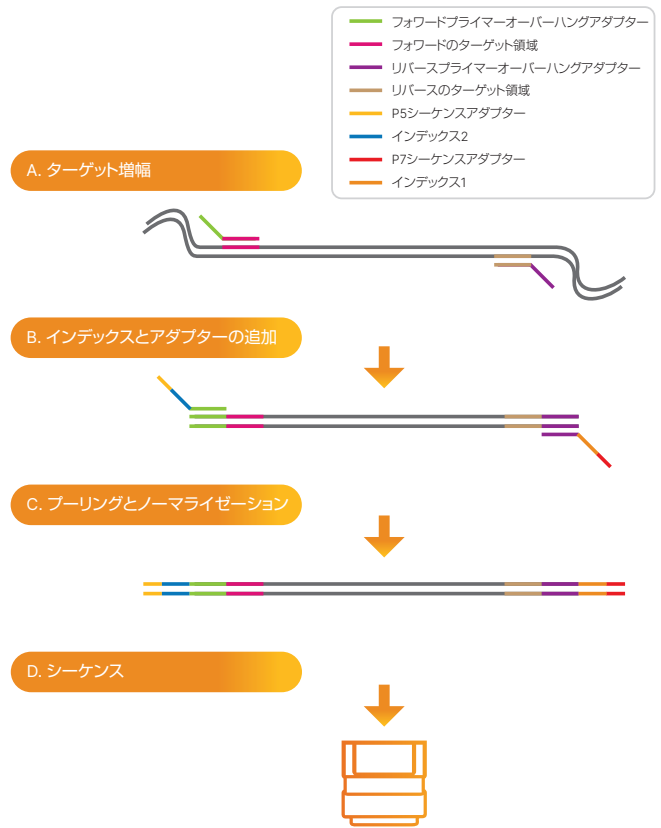 フォワードプライマーオーバーハングアダプター
フォワードのターゲット領域
リバースプライマーオーバーハングアダプター
リバースのターゲット領域
P5シーケンスアダプター
インデックス2
P7シーケンスアダプター
インデックス1
A. ターゲット増幅
B. インデックスとアダプターの追加
C. プーリングとノーマライゼーション
D. シーケンス